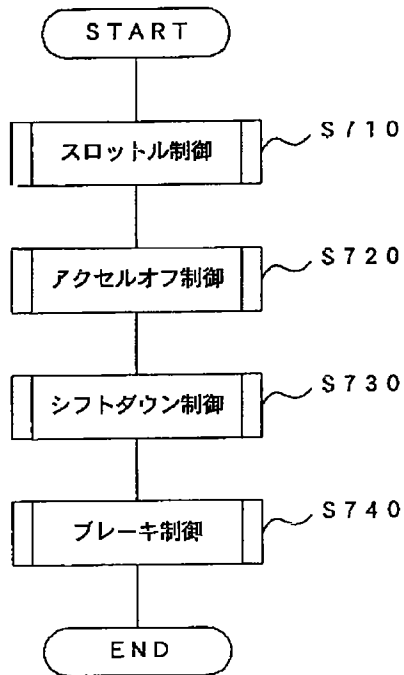 START
スロットル制御
S710
アクセルオフ制御
S720
シフトダウン制御
S730
ブレーキ制御
S740
END